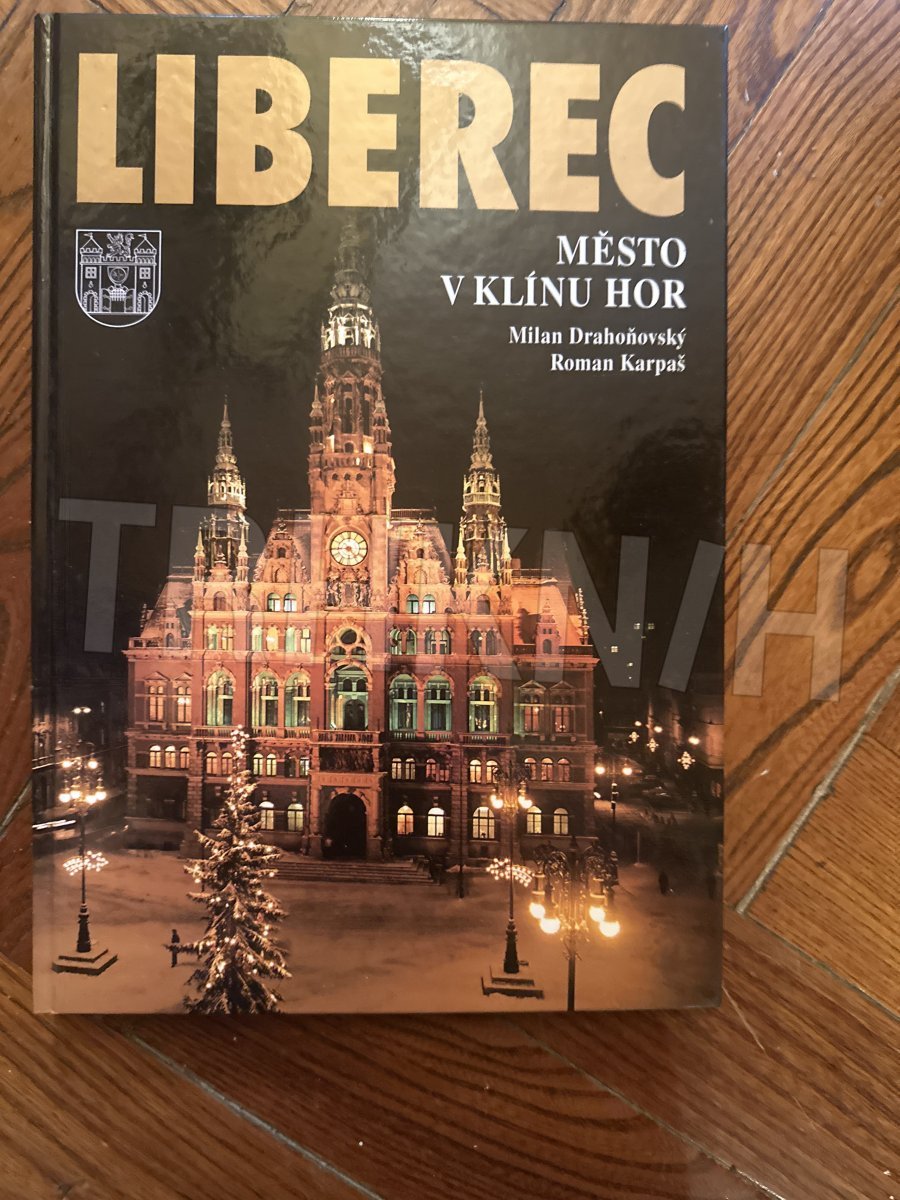 LIBEREC
MĚSTO
V KLÍNU HOR
Milan Drahoňovský
Roman Karpaš